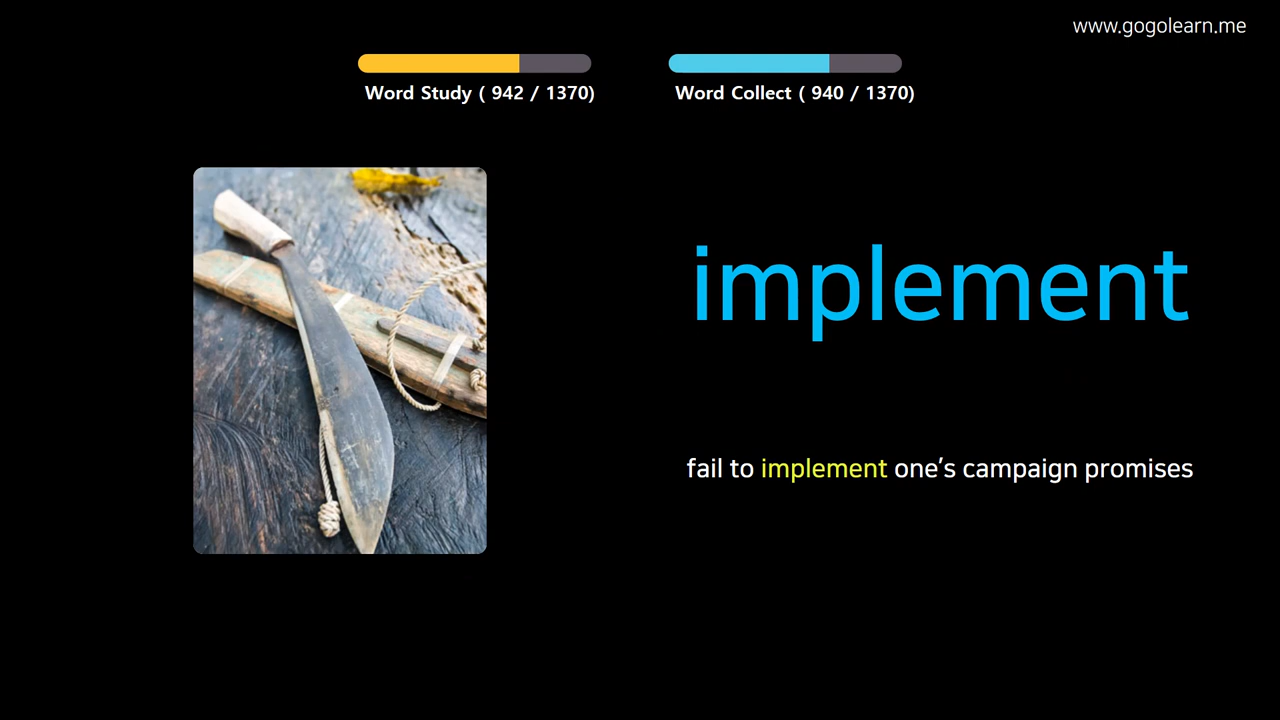 www.gogolearn.me
Word Study ( 942 / 1370)
Word Collect ( 940 / 1370)
implement
fail to implement one’s campaign promises